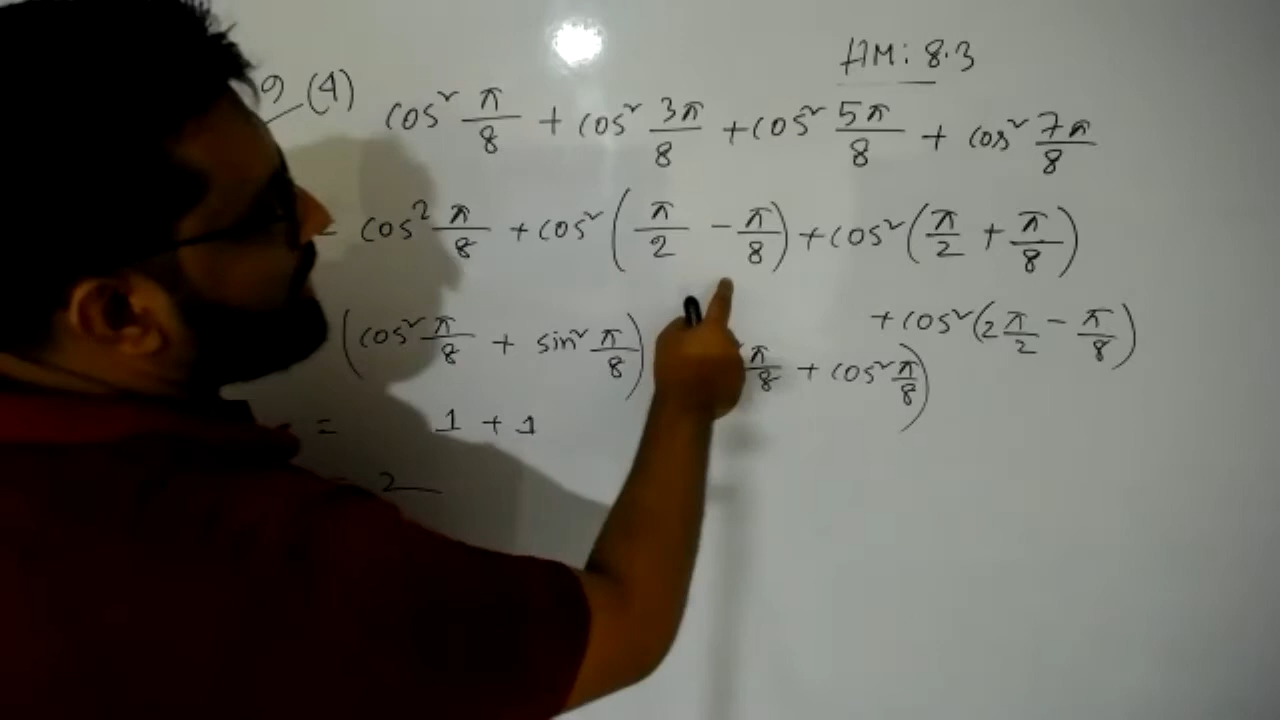 HM: 8.3
9 (4) cos² π/8 + cos² 3π/8 + cos² 5π/8 + cos² 7π/8
= cos² π/8 + cos² (π/2 - π/8) + cos² (π/2 + π/8)
+ cos² (2 π/2 - π/8)
(cos² π/8 + sin² π/8) π/8 + cos² π/8)
= 1 + 1
= 2